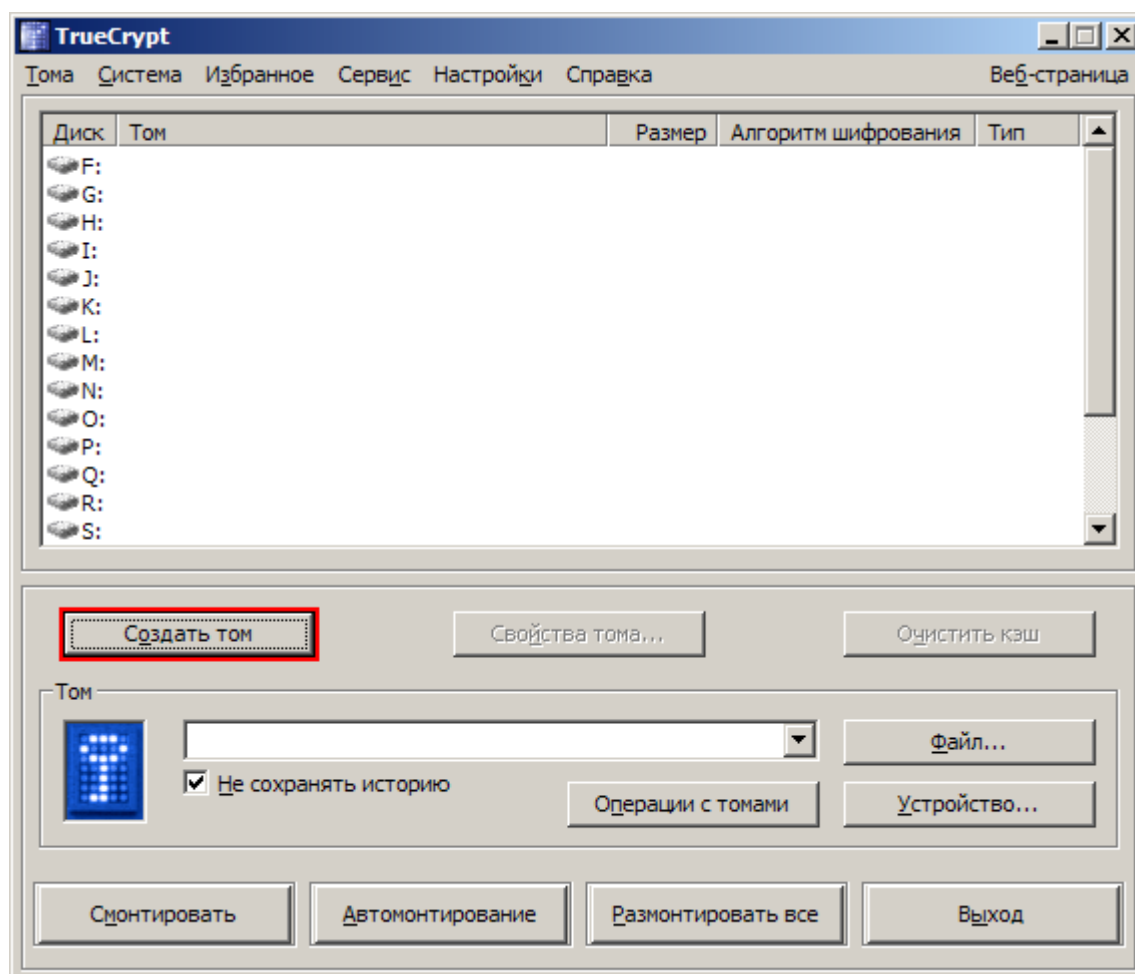 TrueCrypt
Тома Система Избранное Сервис Настройки Справка Веб-страница
Диск Том Размер Алгоритм шифрования Тип
F:
G:
H:
I:
J:
K:
L:
M:
N:
O:
P:
Q:
R:
S:
Создать том Свойства тома... Очистить кэш
Том
Файл...
Не сохранять историю
Операции с томами Устройство...
Смонтировать Автомонтирование Размонтировать все Выход